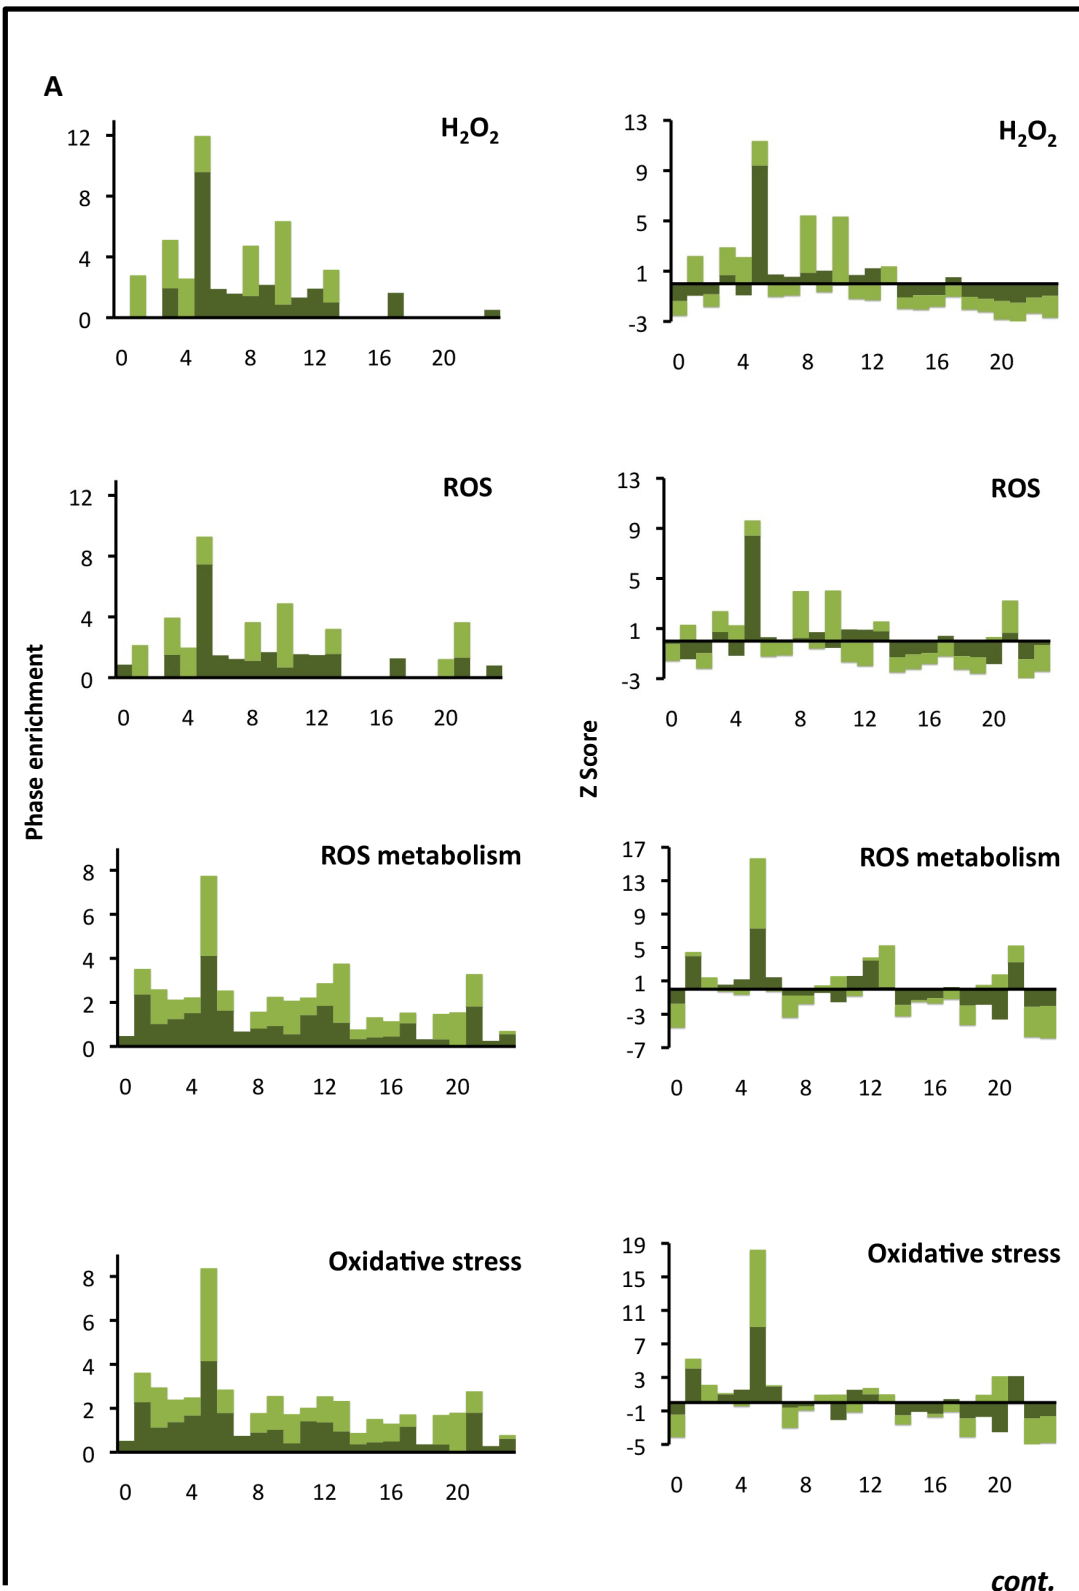 A
H₂O₂
12
8
4
0
0 4 8 12 16 20
H₂O₂
13
9
5
1
-3
0 4 8 12 16 20
ROS
12
8
4
0
0 4 8 12 16 20
ROS
13
9
5
1
-3
0 4 8 12 16 20
Phase enrichment
Z Score
ROS metabolism
8
6
4
2
0
0 4 8 12 16 20
ROS metabolism
17
13
9
5
1
-3
-7
0 4 8 12 16 20
Oxidative stress
8
6
4
2
0
0 4 8 12 16 20
Oxidative stress
19
15
11
7
3
-1
-5
0 4 8 12 16 20
cont.